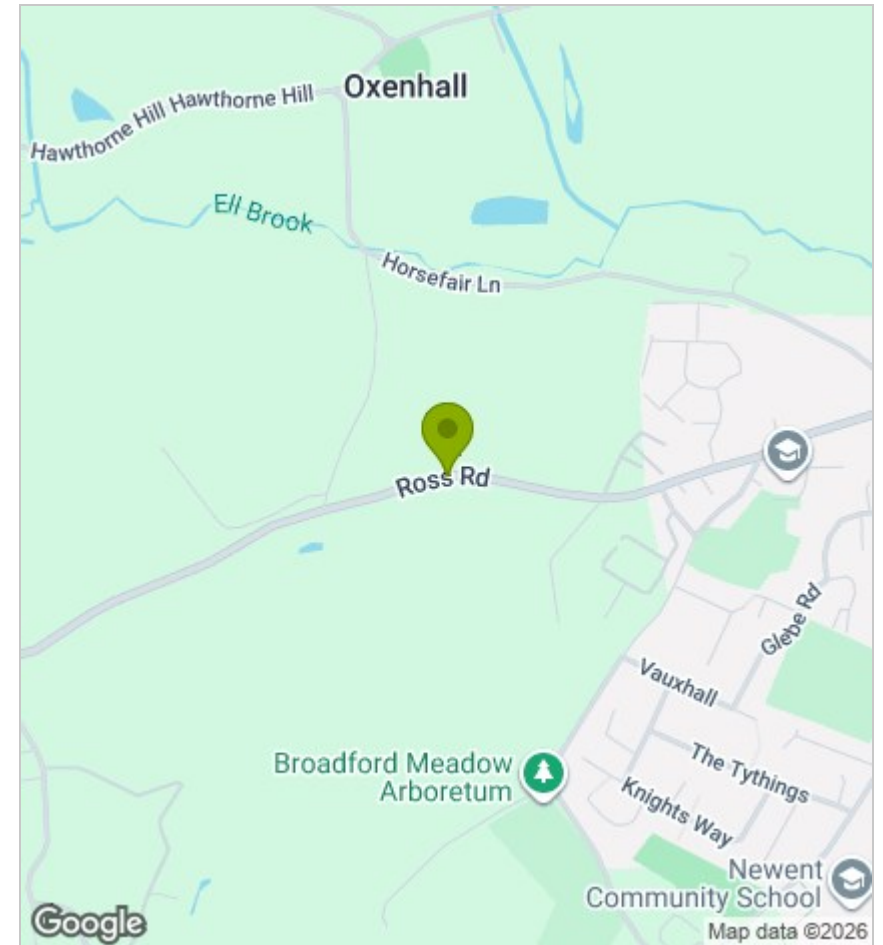 Oxenhall
Hawthorne Hill Hawthorne Hill
Ell Brook
Horsefair Ln
Ross Rd
Glebe Rd
Vauxhall
Broadford Meadow
Arboretum
The Tythings
Knights Way
Newent
Community School
Google
Map data ©2026